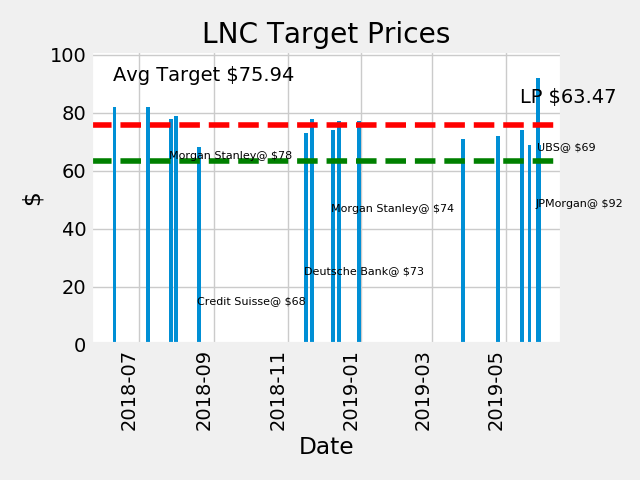 LNC Target Prices
100
Avg Target $75.94
LP $63.47
80
UBS@ $69
Morgan Stanley@ $78
60
JPMorgan@ $92
Morgan Stanley@ $74
$
40
Deutsche Bank@ $73
20
Credit Suisse@ $68
0
2018-07
2018-09
2018-11
2019-01
2019-03
2019-05
Date